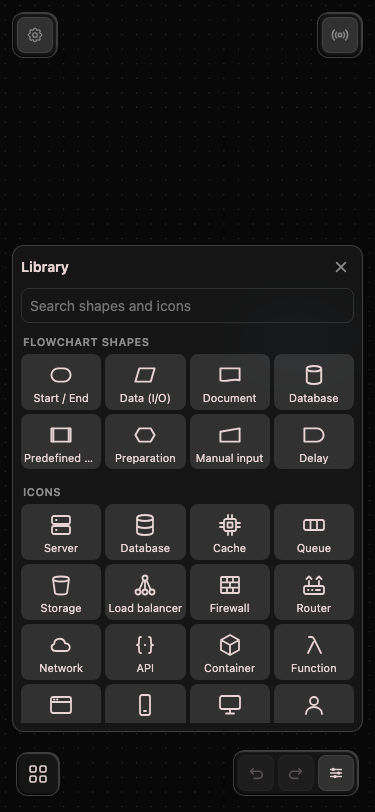 Library
Search shapes and icons
FLOWCHART SHAPES
Start / End
Data (I/O)
Document
Database
Predefined ...
Preparation
Manual input
Delay
ICONS
Server
Database
Cache
Queue
Storage
Load balancer
Firewall
Router
Network
API
Container
Function